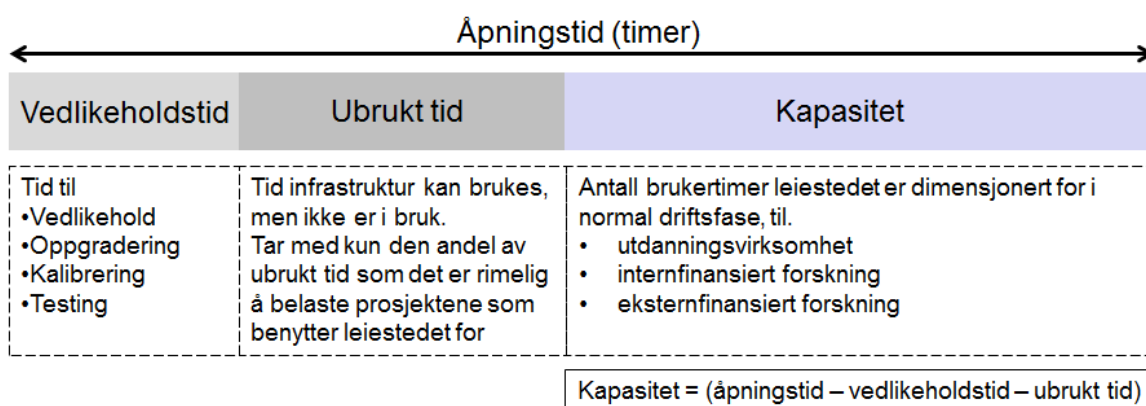 Åpningstid (timer)
Vedlikeholdstid
Ubrukt tid
Kapasitet
Tid til
•Vedlikehold
•Oppgradering
•Kalibrering
•Testing
Tid infrastruktur kan brukes,
men ikke er i bruk.
Tar med kun den andel av
ubrukt tid som det er rimelig
å belaste prosjektene som
benytter leiestedet for
Antall brukertimer leiestedet er dimensjonert for i
normal driftsfase, til.
• utdanningsvirksomhet
• internfinansiert forskning
• eksternfinansiert forskning
Kapasitet = (åpningstid – vedlikeholdstid – ubrukt tid)